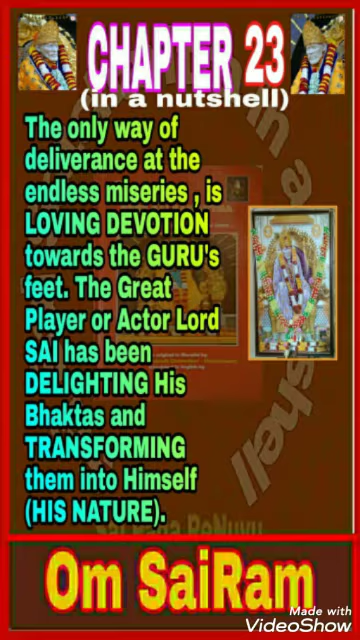 CHAPTER 23
(in a nutshell)
The only way of
deliverance at the
endless miseries , is
LOVING DEVOTION
towards the GURU's
feet. The Great
Player or Actor Lord
SAI has been
DELIGHTING His
Bhaktas and
TRANSFORMING
them into Himself
(HIS NATURE).
Om SaiRam
Made with
VideoShow